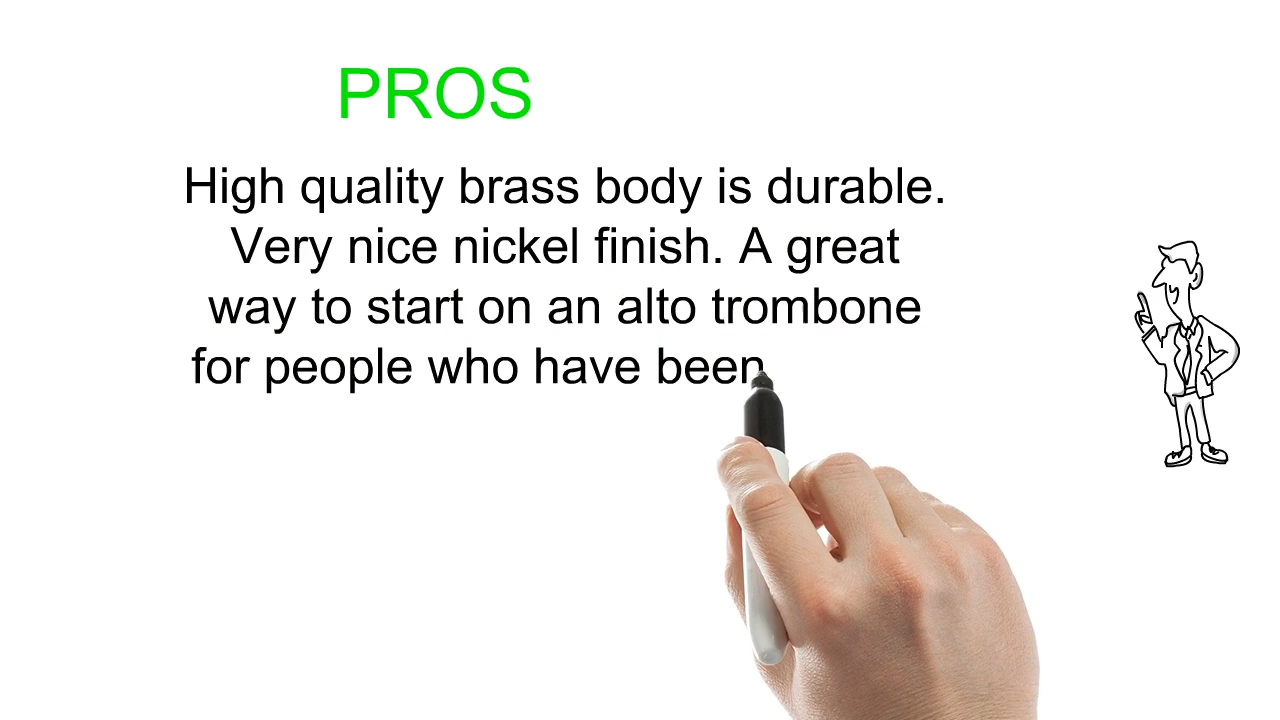 PROS
High quality brass body is durable.
Very nice nickel finish. A great
way to start on an alto trombone
for people who have been